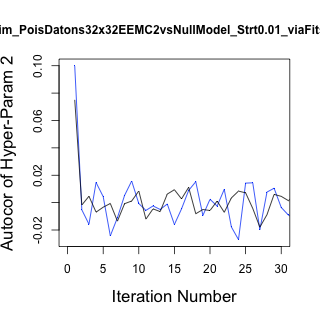 im_PoisDatons32x32EEMC2vsNullModel_Strt0.01_viaFits
Autocor of Hyper-Param 2
0.10
0.06
0.02
-0.02
0 5 10 15 20 25 30
Iteration Number